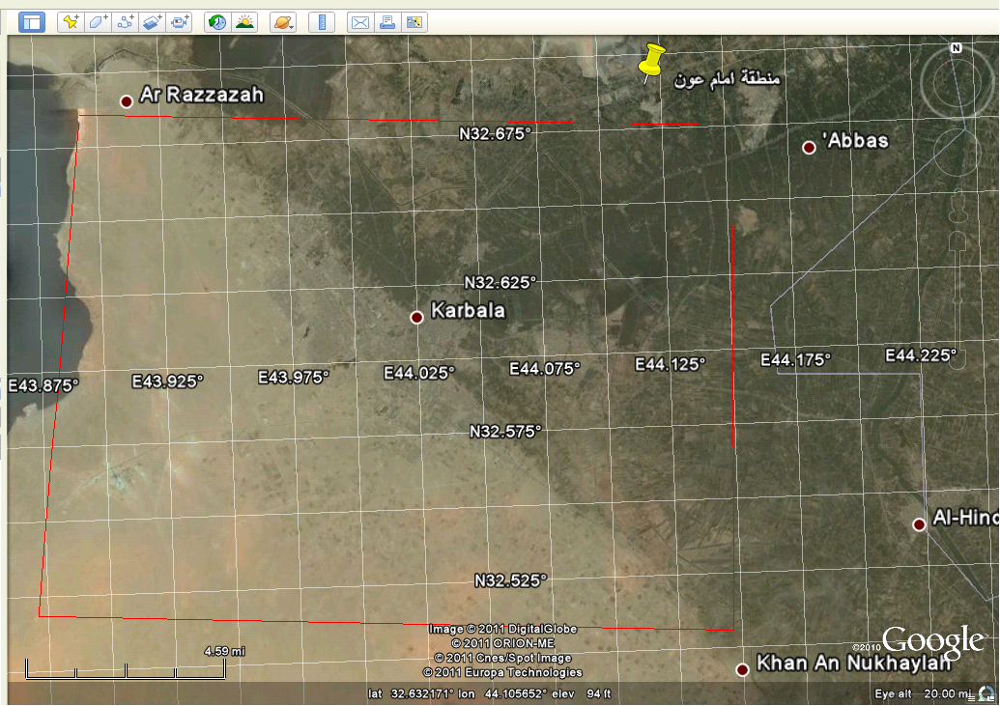 N
منطقة امام عون
Ar Razzazah
N32.675°
'Abbas
N32.625°
Karbala
E43.875°
E43.925°
E43.975°
E44.025°
E44.075°
E44.125°
E44.175°
E44.225°
N32.575°
Al-Hind
N32.525°
Image © 2011 DigitalGlobe
© 2011 ORION-ME
© 2011 Cnes/Spot Image
© 2011 Europa Technologies
4.59 mi
©2010 Google
Khan An Nukhaylah
lat 32.632171° lon 44.105652° elev 94 ft
Eye alt 20.00 mi